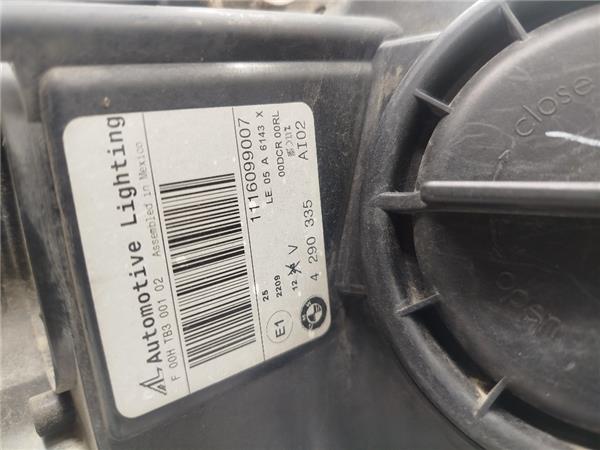 Automotive Lighting
F 00H TB3 001 02 Assembled in Mexico
1116099007
LE 05 A 6143 X
00DCR00RL
AI02
25
2209
12 V
E1
4 290 335
close
open